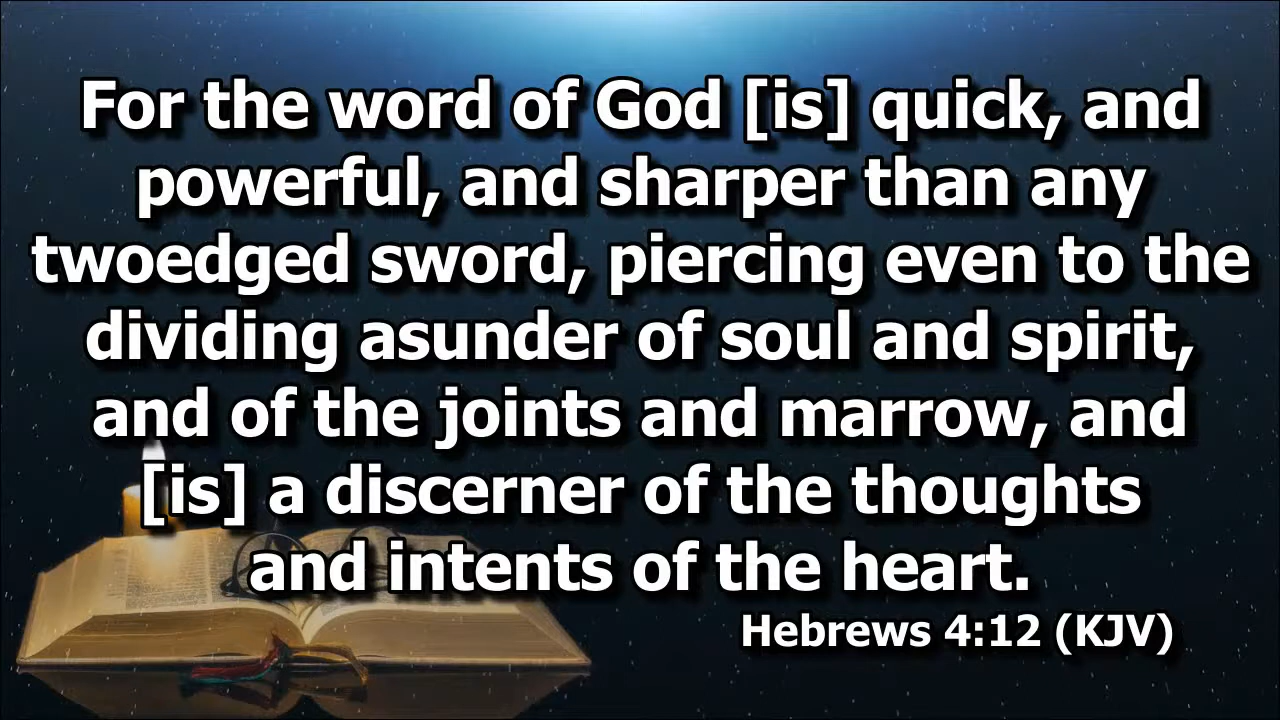 For the word of God [is] quick, and
powerful, and sharper than any
twoedged sword, piercing even to the
dividing asunder of soul and spirit,
and of the joints and marrow, and
[is] a discerner of the thoughts
and intents of the heart.
Hebrews 4:12 (KJV)